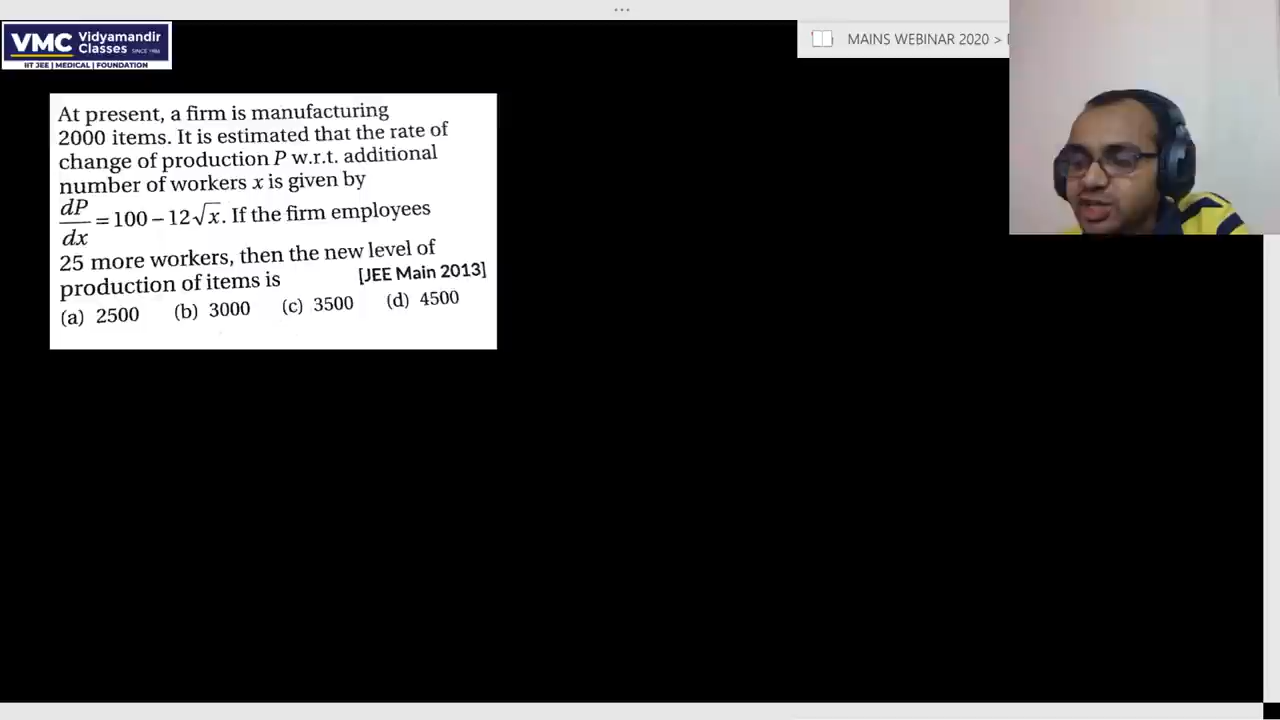 VMC Vidyamandir Classes SINCE 1986
IIT JEE | MEDICAL | FOUNDATION
MAINS WEBINAR 2020 >
At present, a firm is manufacturing
2000 items. It is estimated that the rate of
change of production P w.r.t. additional
number of workers x is given by
dP/dx = 100 – 12√x. If the firm employees
25 more workers, then the new level of
production of items is [JEE Main 2013]
(a) 2500 (b) 3000 (c) 3500 (d) 4500